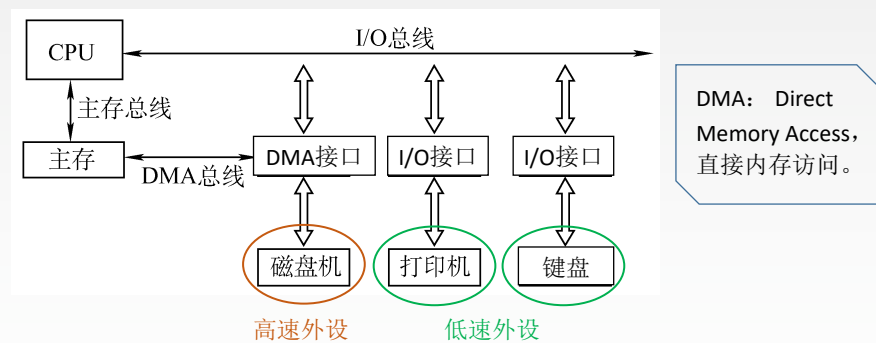 I/O总线
CPU
主存总线
主存
DMA总线
DMA接口
I/O接口
I/O接口
磁盘机
打印机
键盘
高速外设
低速外设
DMA： Direct
Memory Access，
直接内存访问。